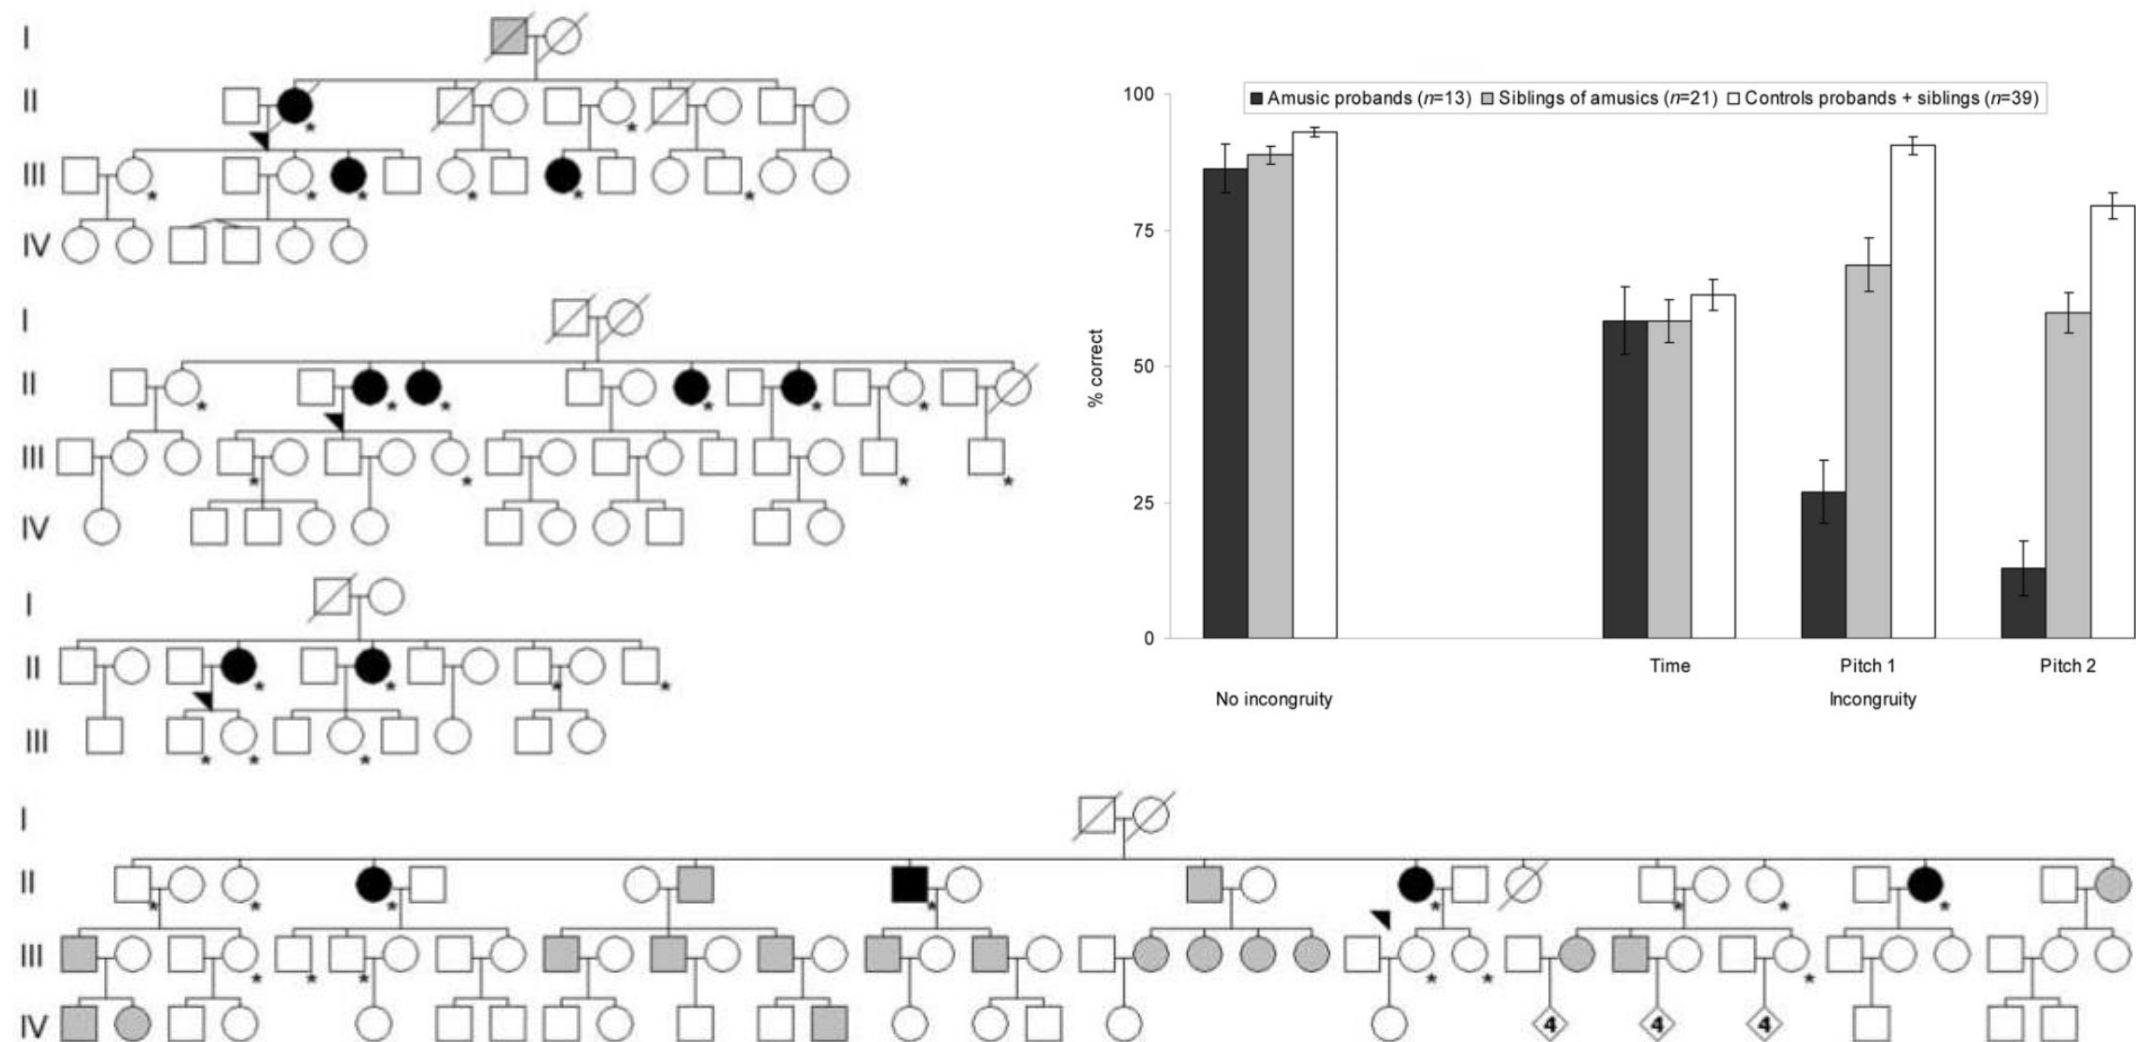 I
II
III
IV
I
II
III
IV
I
II
III
I
II
III
IV
4 4 4
Amusic probands (n=13) Siblings of amusics (n=21) Controls probands + siblings (n=39)
100
75
50
25
0
% correct
Time Pitch 1 Pitch 2
No incongruity Incongruity